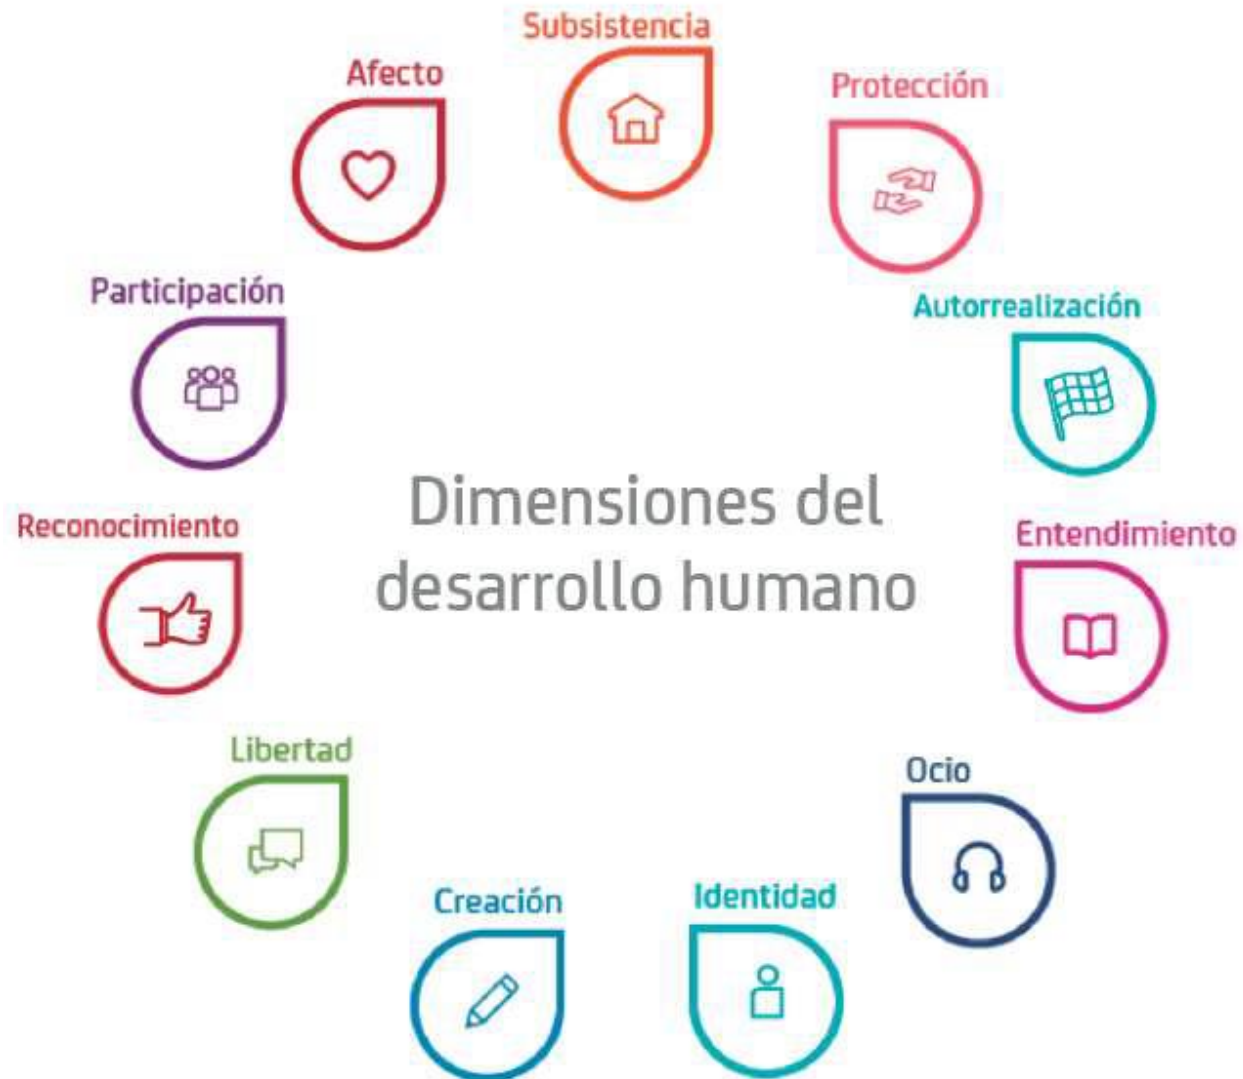 Subsistencia
Afecto
Protección
Participación
Autorrealización
Dimensiones del
desarrollo humano
Reconocimiento
Entendimiento
Libertad
Ocio
Creación
Identidad